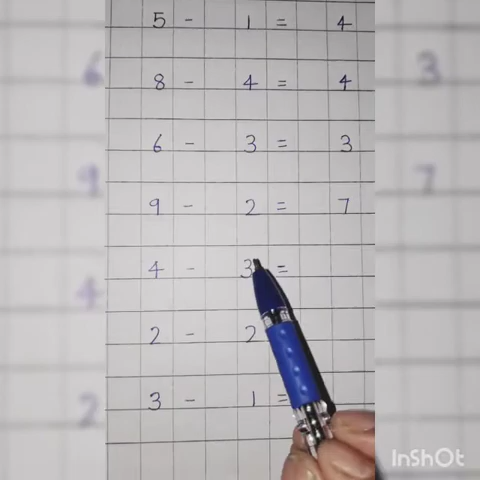 5 - 1 = 4
8 - 4 = 4
6 - 3 = 3
9 - 2 = 7
4 - 3 =
2 - 2
3 - 1 =
InShOt